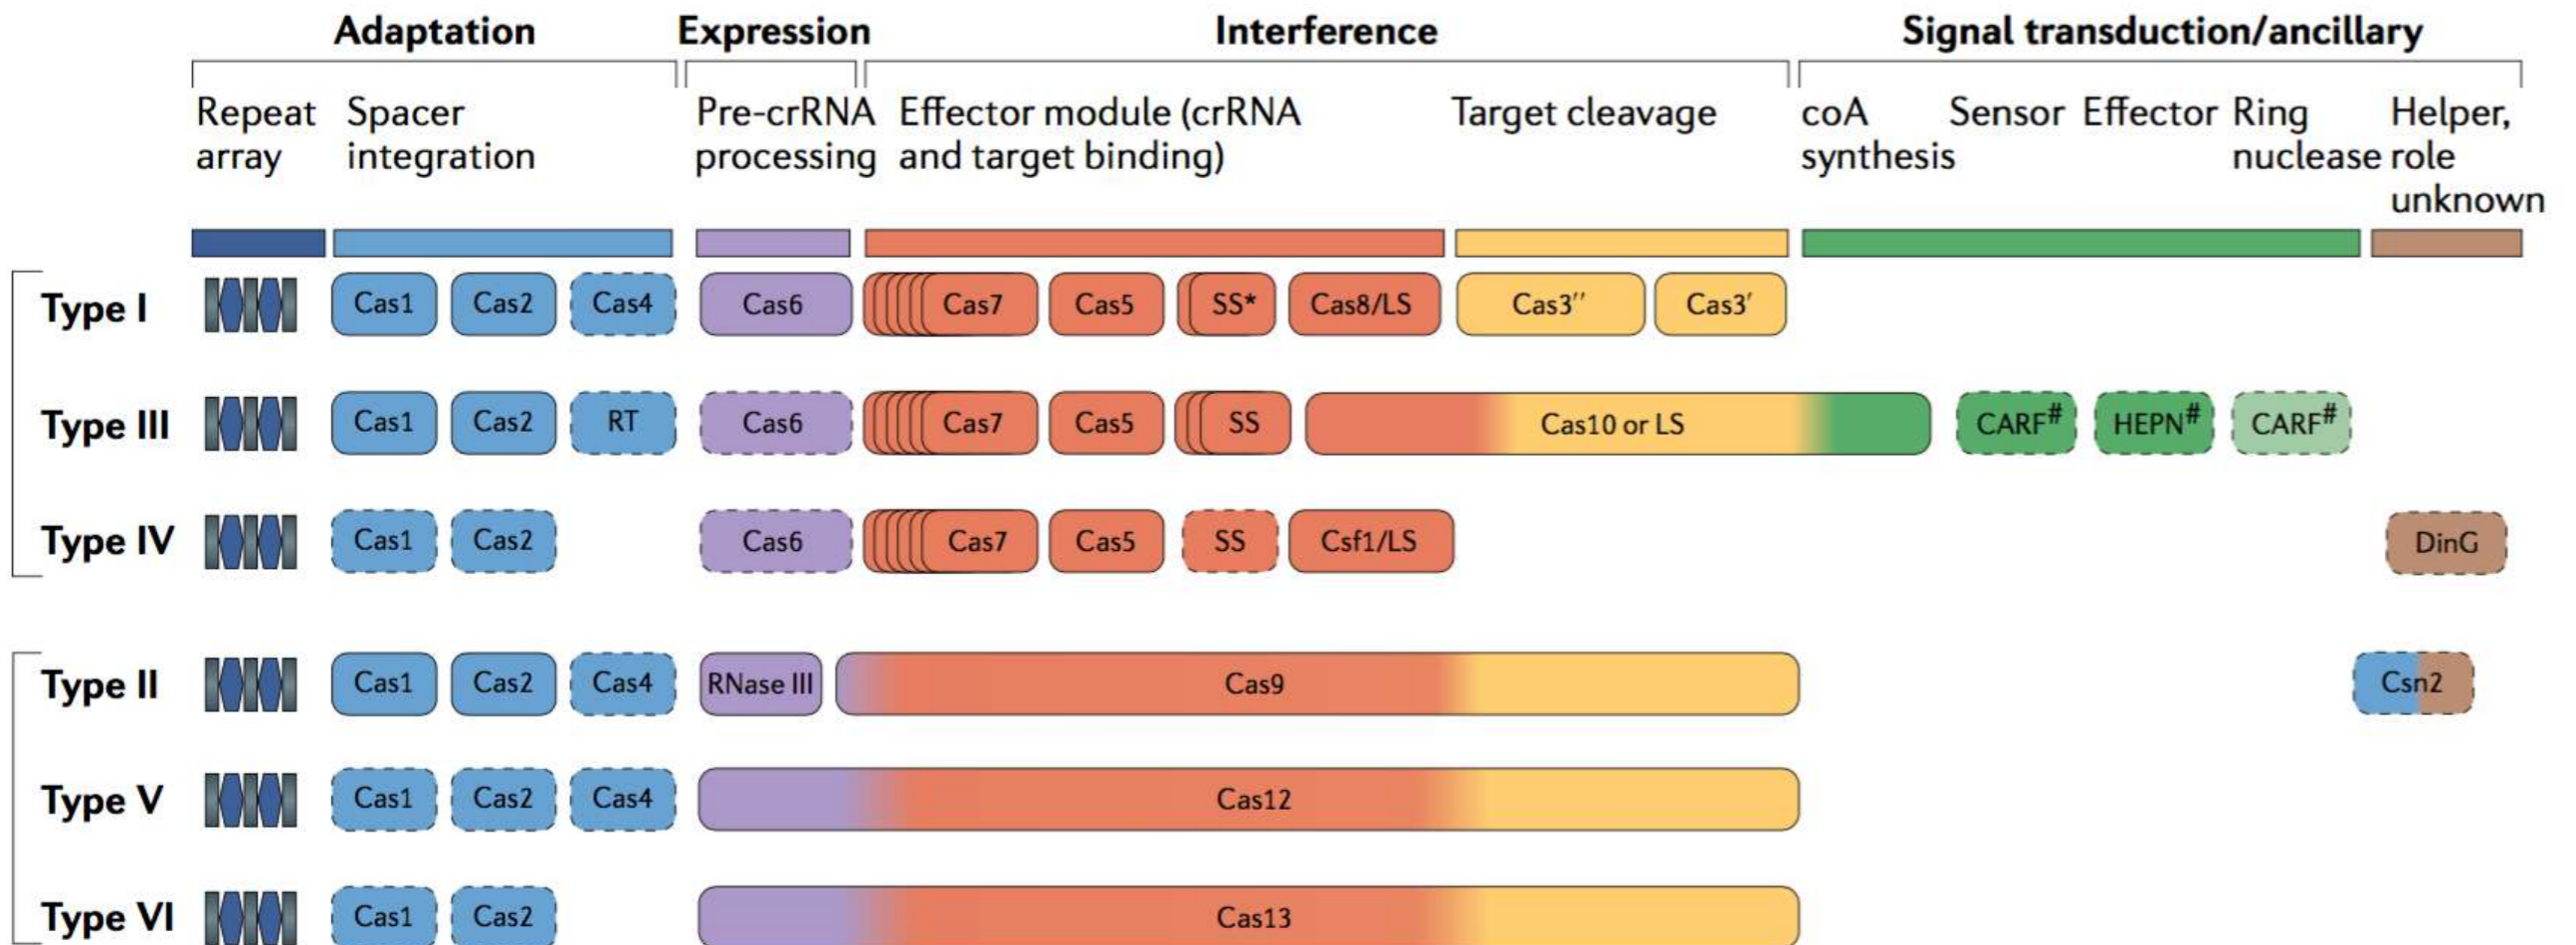 Adaptation Expression Interference Signal transduction/ancillary
Repeat array
Spacer integration
Pre-crRNA processing
Effector module (crRNA and target binding)
Target cleavage
coA synthesis
Sensor
Effector
Ring nuclease
Helper, role unknown
Type I Cas1 Cas2 Cas4 Cas6 Cas7 Cas5 SS* Cas8/LS Cas3′′ Cas3′
Type III Cas1 Cas2 RT Cas6 Cas7 Cas5 SS Cas10 or LS CARF# HEPN# CARF#
Type IV Cas1 Cas2 Cas6 Cas7 Cas5 SS Csf1/LS DinG
Type II Cas1 Cas2 Cas4 RNase III Cas9 Csn2
Type V Cas1 Cas2 Cas4 Cas12
Type VI Cas1 Cas2 Cas13